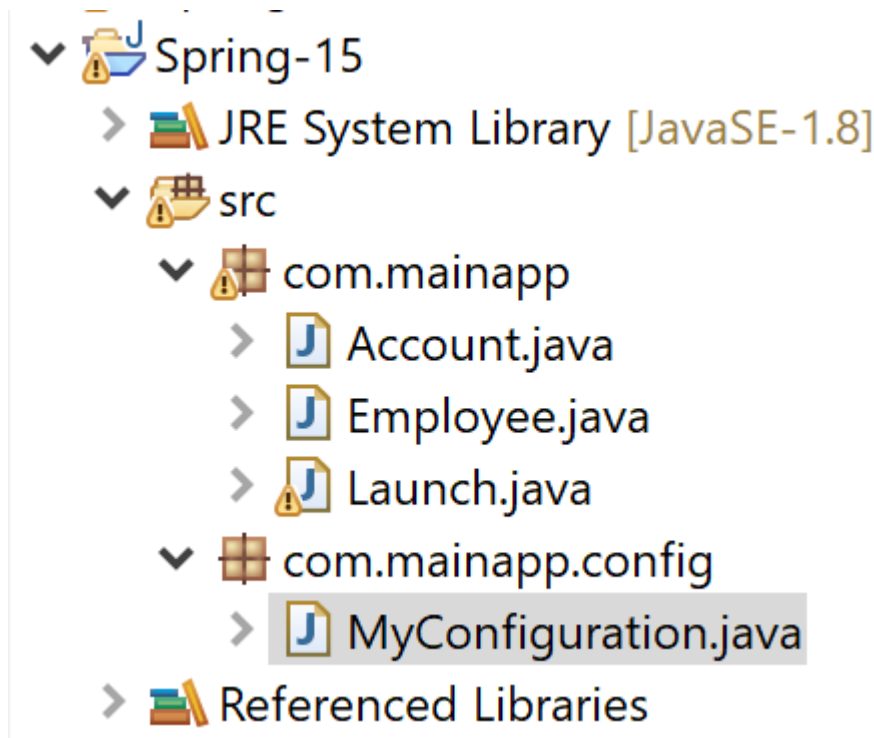 Spring-15
JRE System Library [JavaSE-1.8]
src
com.mainapp
Account.java
Employee.java
Launch.java
com.mainapp.config
MyConfiguration.java
Referenced Libraries